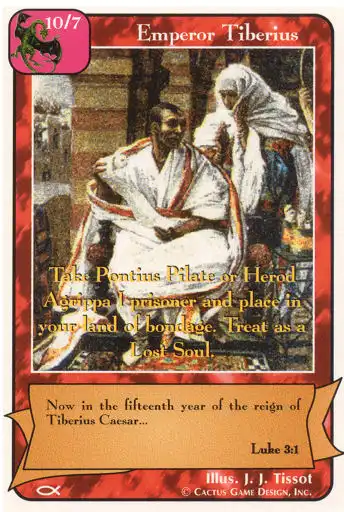 10/7
Emperor Tiberius
Take Pontius Pilate or Herod
Agrippa I prisoner and place in
your land of bondage. Treat as a
Lost Soul.
Now in the fifteenth year of the reign of
Tiberius Caesar...
Luke 3:1
Illus. J. J. Tissot
© Cactus Game Design, Inc.